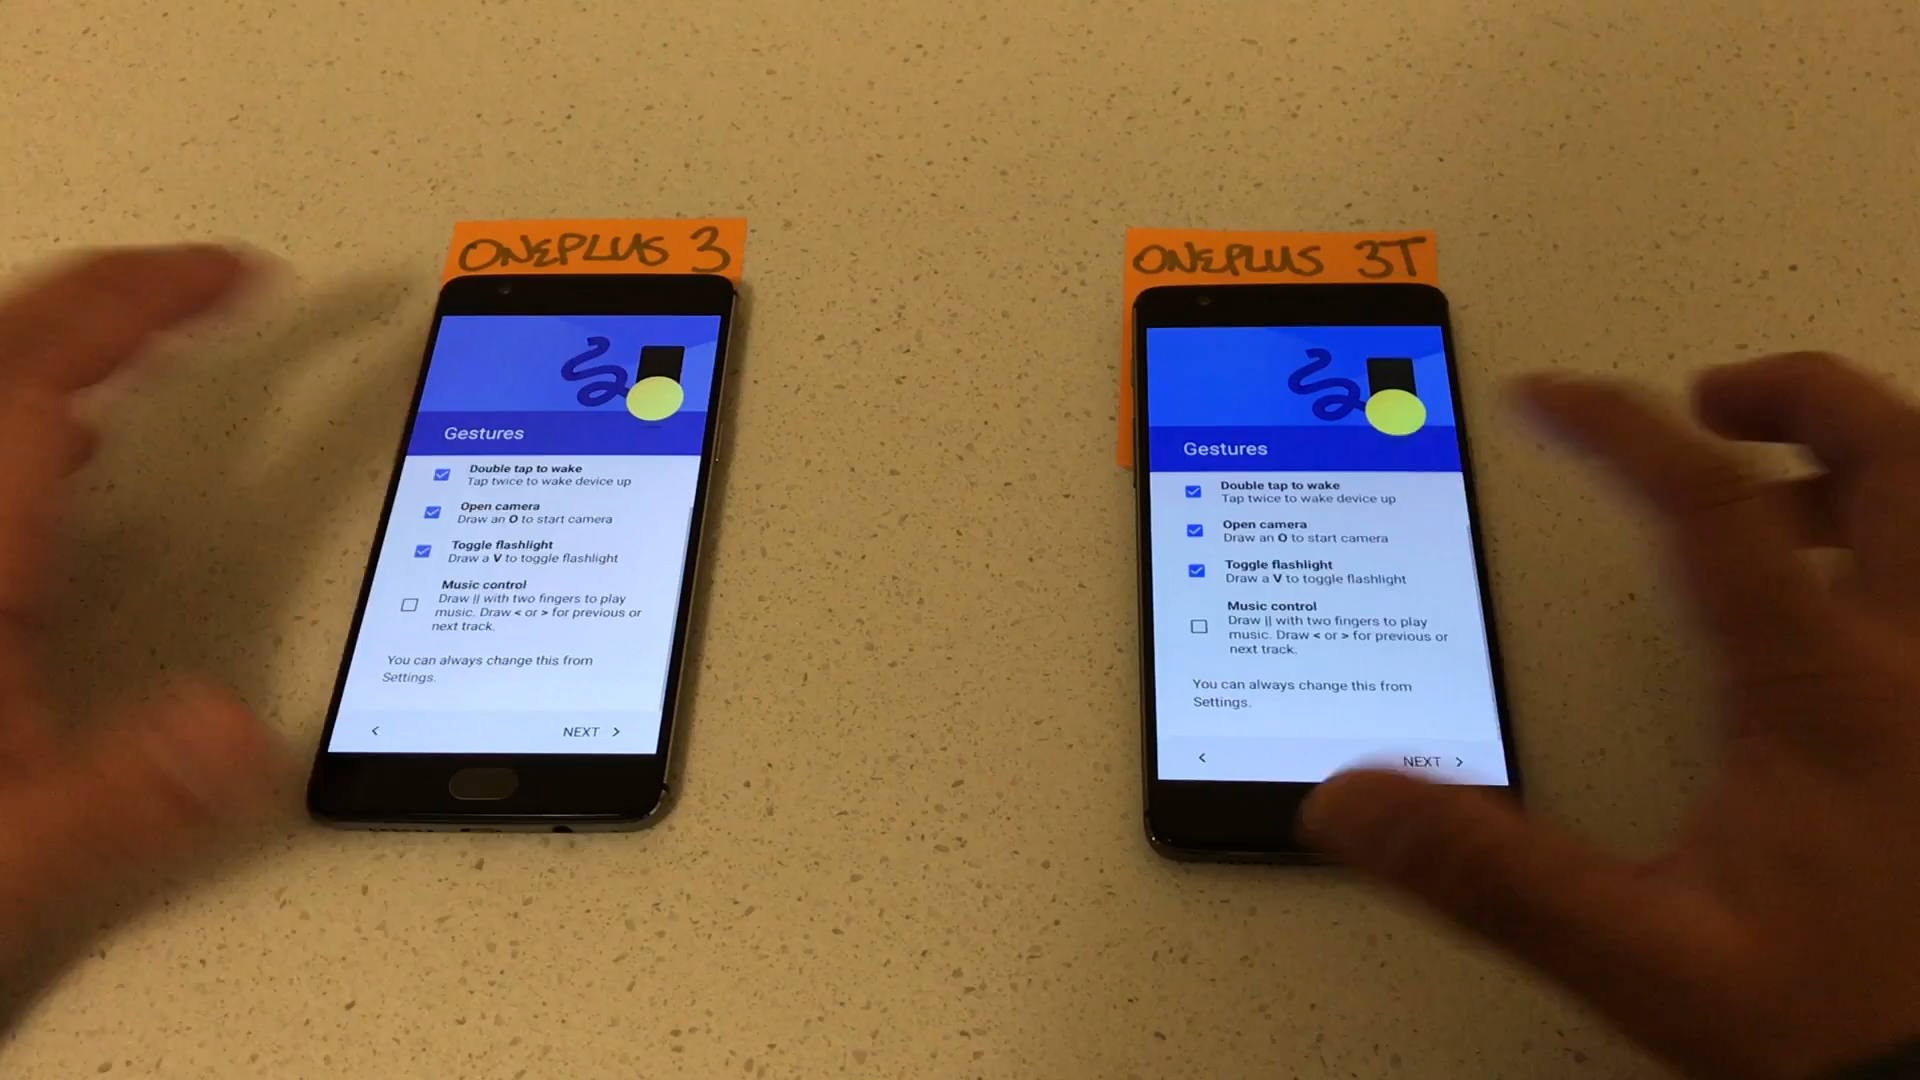 ONEPLUS 3
Gestures
Double tap to wake
Tap twice to wake device up
Open camera
Draw an O to start camera
Toggle flashlight
Draw a V to toggle flashlight
Music control
Draw || with two fingers to play
music. Draw < or > for previous or
next track.
You can always change this from
Settings.
< NEXT >
ONEPLUS 3T
Gestures
Double tap to wake
Tap twice to wake device up
Open camera
Draw an O to start camera
Toggle flashlight
Draw a V to toggle flashlight
Music control
Draw || with two fingers to play
music. Draw < or > for previous or
next track.
You can always change this from
Settings.
< NEXT >